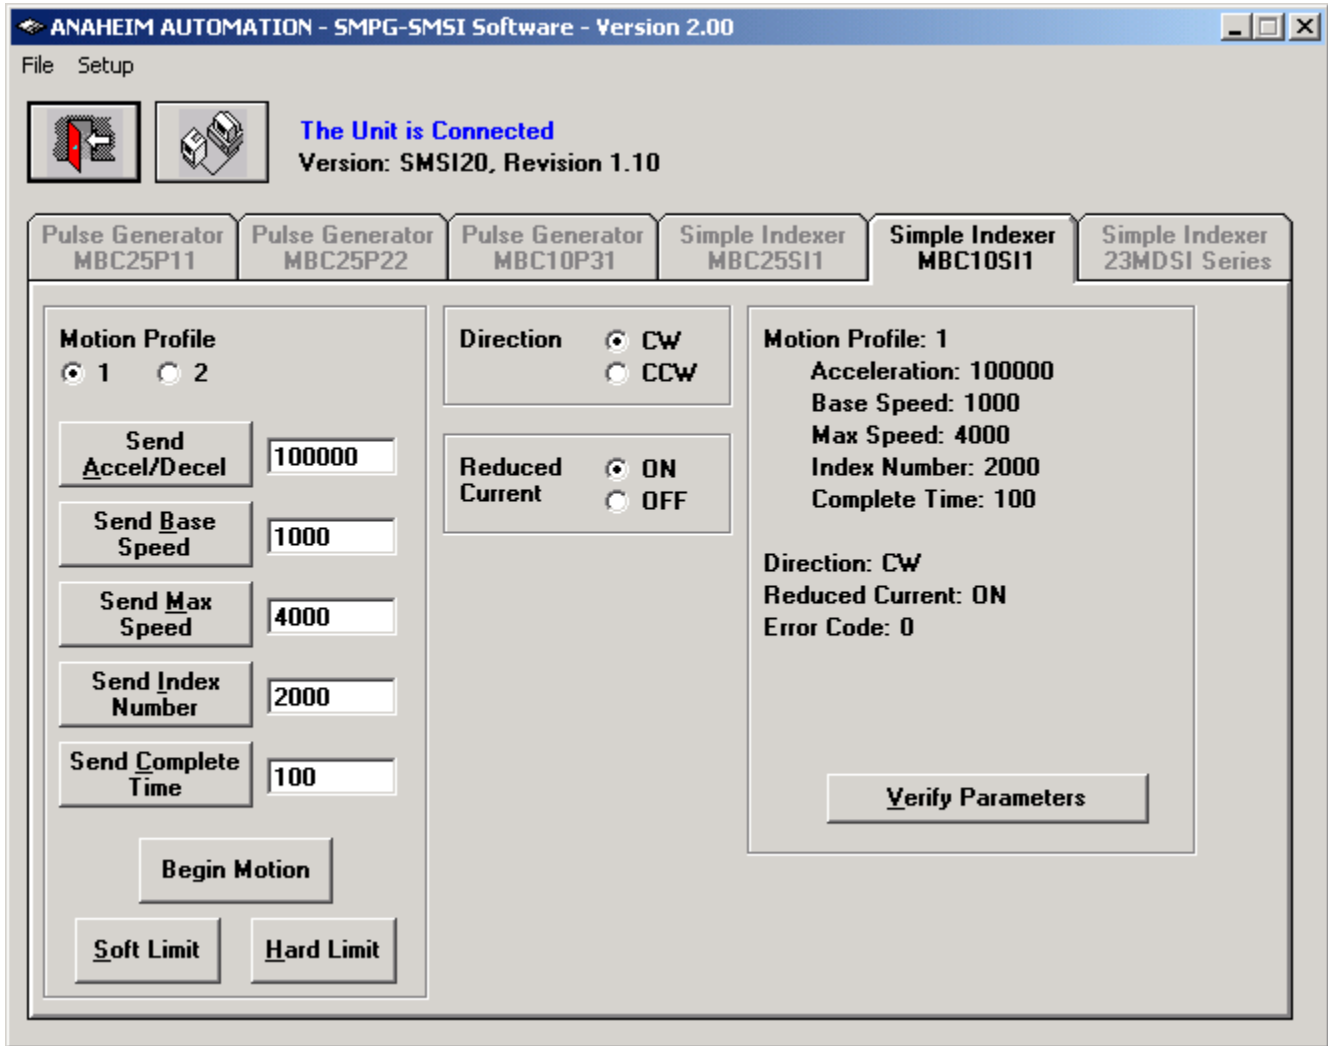 ANAHEIM AUTOMATION - SMPG-SMSI Software - Version 2.00
File Setup
The Unit is Connected
Version: SMSI20, Revision 1.10
Pulse Generator MBC25P11
Pulse Generator MBC25P22
Pulse Generator MBC10P31
Simple Indexer MBC25SI1
Simple Indexer MBC10SI1
Simple Indexer 23MDSI Series
Motion Profile
1 2
Send Accel/Decel
100000
Send Base Speed
1000
Send Max Speed
4000
Send Index Number
2000
Send Complete Time
100
Begin Motion
Soft Limit
Hard Limit
Direction
CW
CCW
Reduced Current
ON
OFF
Motion Profile: 1
Acceleration: 100000
Base Speed: 1000
Max Speed: 4000
Index Number: 2000
Complete Time: 100
Direction: CW
Reduced Current: ON
Error Code: 0
Verify Parameters